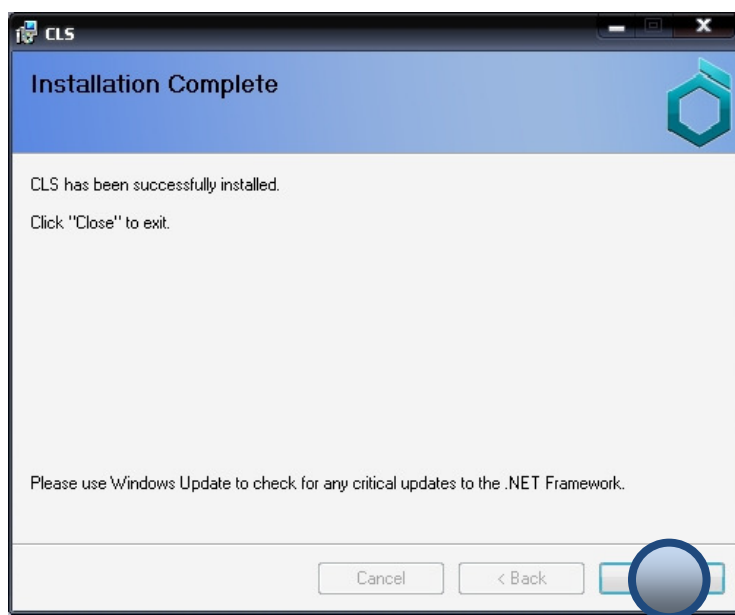 CLS
Installation Complete
CLS has been successfully installed.
Click "Close" to exit.
Please use Windows Update to check for any critical updates to the .NET Framework.
Cancel
< Back